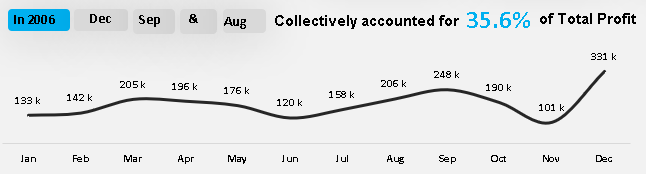 In 2006 Dec Sep & Aug Collectively accounted for 35.6% of Total Profit
331 k
248 k
205 k 196 k 206 k
176 k 190 k
133 k 142 k 158 k
120 k 101 k
Jan Feb Mar Apr May Jun Jul Aug Sep Oct Nov Dec